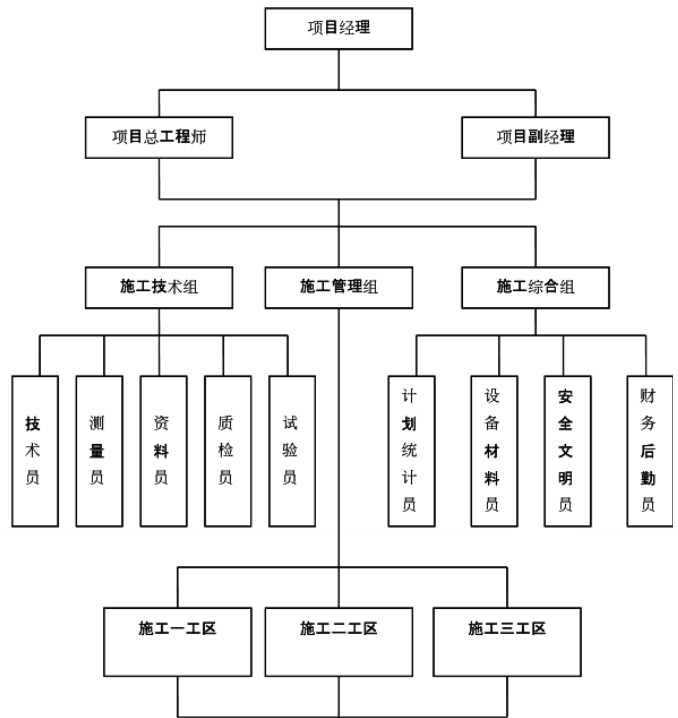 项目经理
项目总工程师
项目副经理
施工技术组
施工管理组
施工综合组
技术员
测量员
资料员
质检员
试验员
计划统计员
设备材料员
安全文明员
财务后勤员
施工一工区
施工二工区
施工三工区